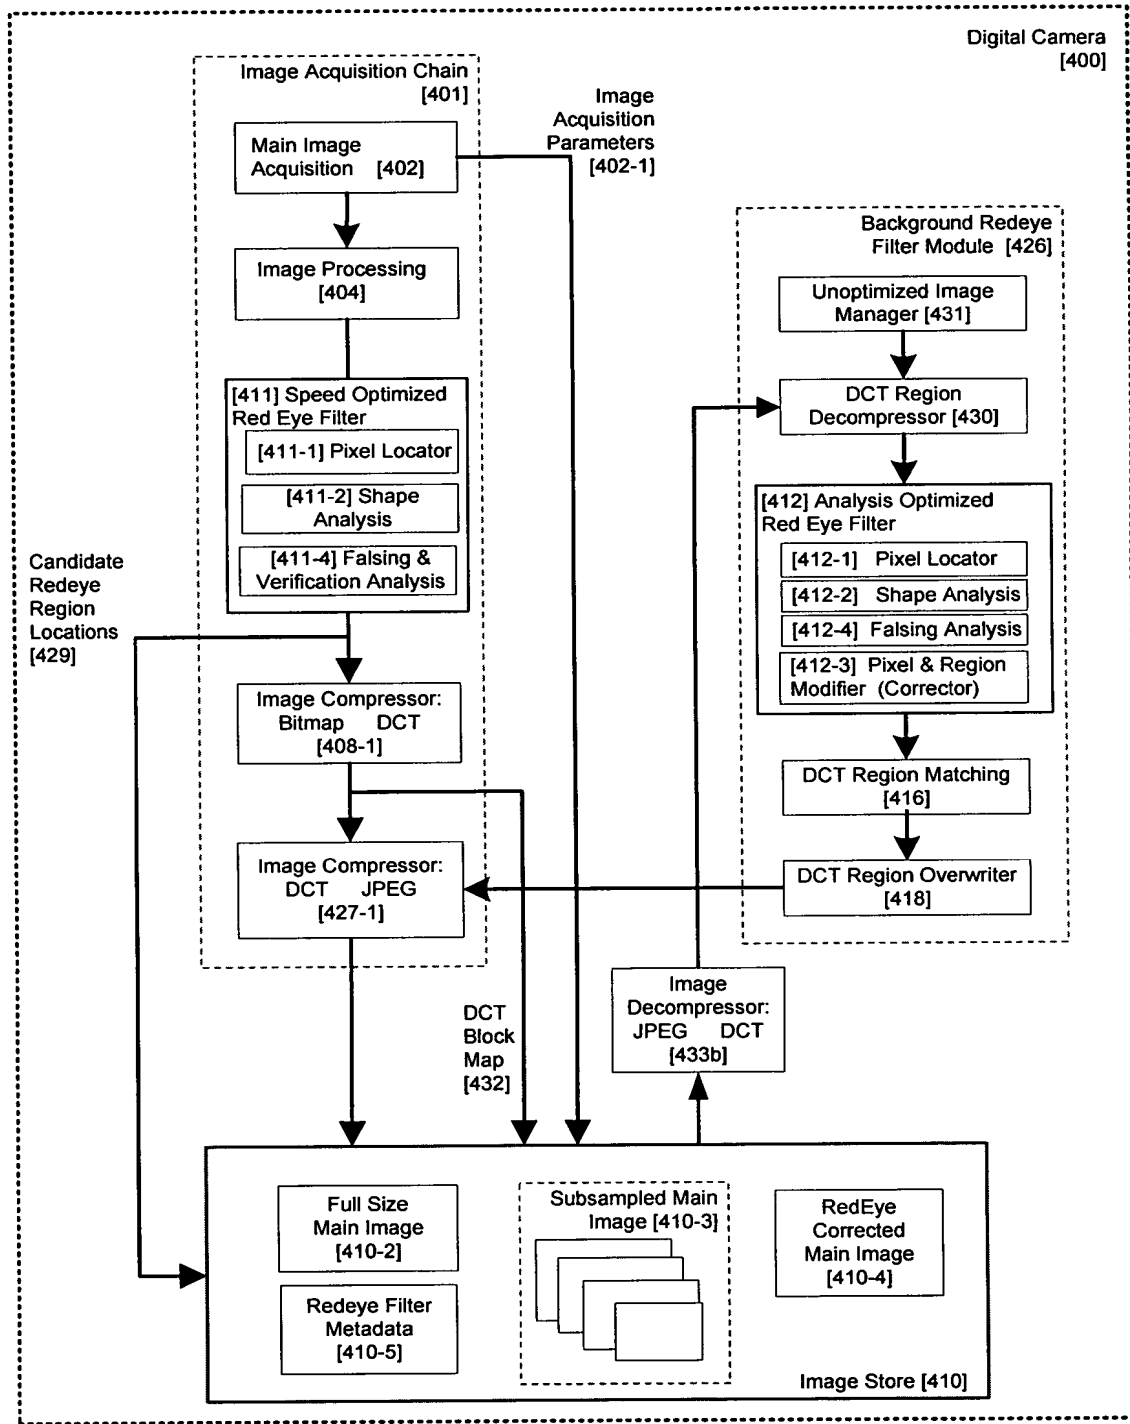 Digital Camera
[400]
Image Acquisition Chain
[401]
Main Image
Acquisition [402]
Image
Acquisition
Parameters
[402-1]
Image Processing
[404]
[411] Speed Optimized
Red Eye Filter
[411-1] Pixel Locator
[411-2] Shape
Analysis
[411-4] Falsing &
Verification Analysis
Candidate
Redeye
Region
Locations
[429]
Image Compressor:
Bitmap DCT
[408-1]
Image Compressor:
DCT JPEG
[427-1]
DCT
Block
Map
[432]
Background Redeye
Filter Module [426]
Unoptimized Image
Manager [431]
DCT Region
Decompressor [430]
[412] Analysis Optimized
Red Eye Filter
[412-1] Pixel Locator
[412-2] Shape Analysis
[412-4] Falsing Analysis
[412-3] Pixel & Region
Modifier (Corrector)
DCT Region Matching
[416]
DCT Region Overwriter
[418]
Image
Decompressor:
JPEG DCT
[433b]
Full Size
Main Image
[410-2]
Redeye Filter
Metadata
[410-5]
Subsampled Main
Image [410-3]
RedEye
Corrected
Main Image
[410-4]
Image Store [410]